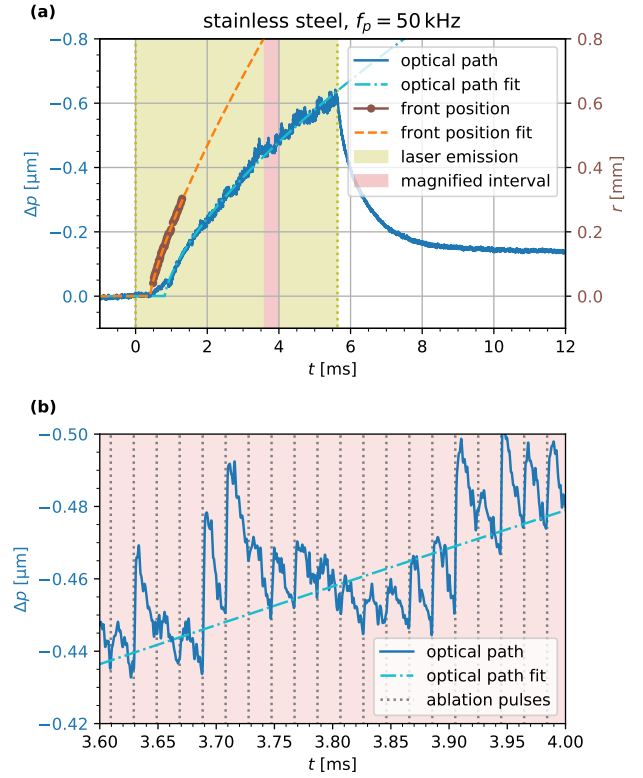 (a)
stainless steel, fₚ = 50 kHz
−0.8
−0.6
−0.4
−0.2
0.0
Δp [µm]
optical path
optical path fit
front position
front position fit
laser emission
magnified interval
0.8
0.6
0.4
0.2
0.0
r [mm]
0 2 4 6 8 10 12
t [ms]
(b)
−0.50
−0.48
−0.46
−0.44
−0.42
Δp [µm]
optical path
optical path fit
ablation pulses
3.60 3.65 3.70 3.75 3.80 3.85 3.90 3.95 4.00
t [ms]